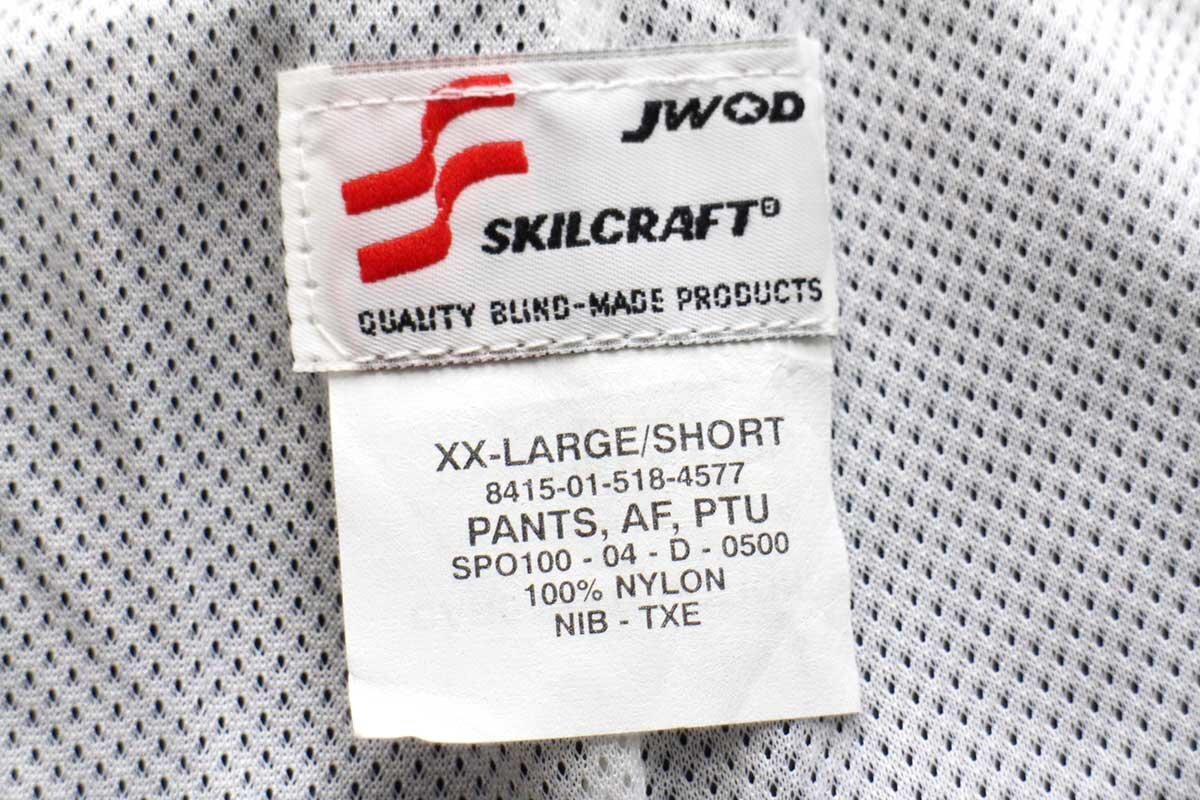 JWOD
SKILCRAFT®
QUALITY BLIND-MADE PRODUCTS
XX-LARGE/SHORT
8415-01-518-4577
PANTS, AF, PTU
SPO100 - 04 - D - 0500
100% NYLON
NIB - TXE